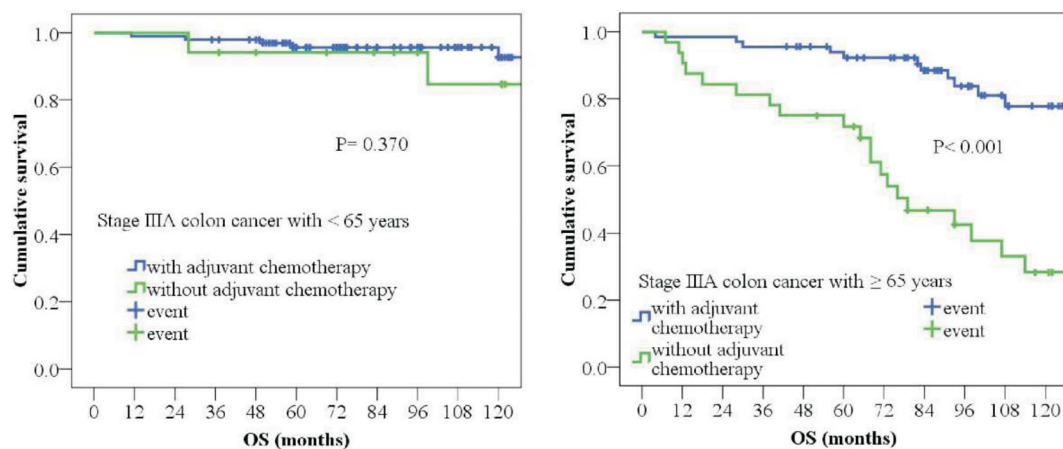 Cumulative survival
1.0
0.8
0.6
0.4
0.2
0.0
P= 0.370
Stage IIIA colon cancer with < 65 years
with adjuvant chemotherapy
without adjuvant chemotherapy
event
event
0 12 24 36 48 60 72 84 96 108 120
OS (months)
Cumulative survival
1.0
0.8
0.6
0.4
0.2
0.0
P< 0.001
Stage IIIA colon cancer with ≥ 65 years
with adjuvant
chemotherapy
without adjuvant
chemotherapy
event
event
0 12 24 36 48 60 72 84 96 108 120
OS (months)